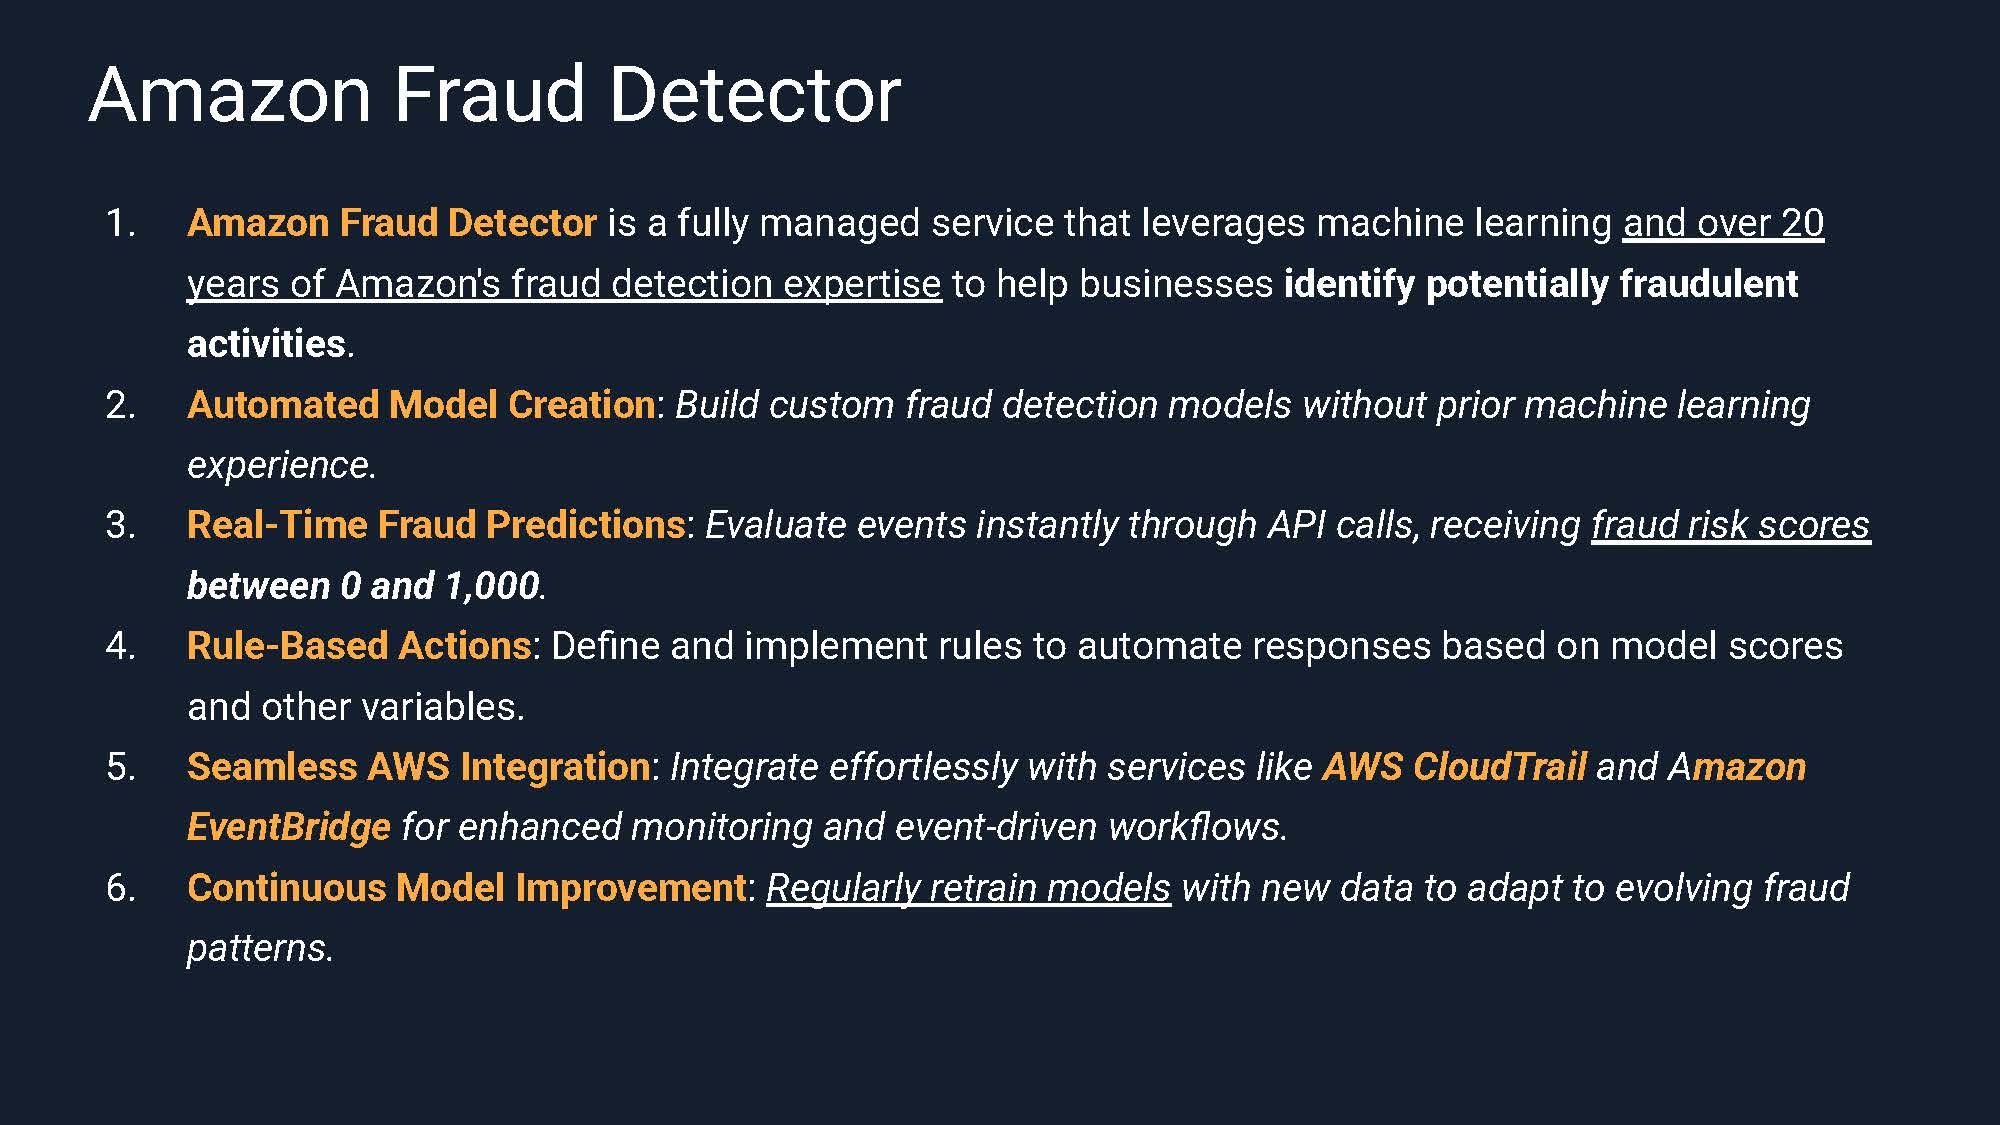 Amazon Fraud Detector
1. Amazon Fraud Detector is a fully managed service that leverages machine learning and over 20
years of Amazon's fraud detection expertise to help businesses identify potentially fraudulent
activities.
2. Automated Model Creation: Build custom fraud detection models without prior machine learning
experience.
3. Real-Time Fraud Predictions: Evaluate events instantly through API calls, receiving fraud risk scores
between 0 and 1,000.
4. Rule-Based Actions: Define and implement rules to automate responses based on model scores
and other variables.
5. Seamless AWS Integration: Integrate effortlessly with services like AWS CloudTrail and Amazon
EventBridge for enhanced monitoring and event-driven workflows.
6. Continuous Model Improvement: Regularly retrain models with new data to adapt to evolving fraud
patterns.